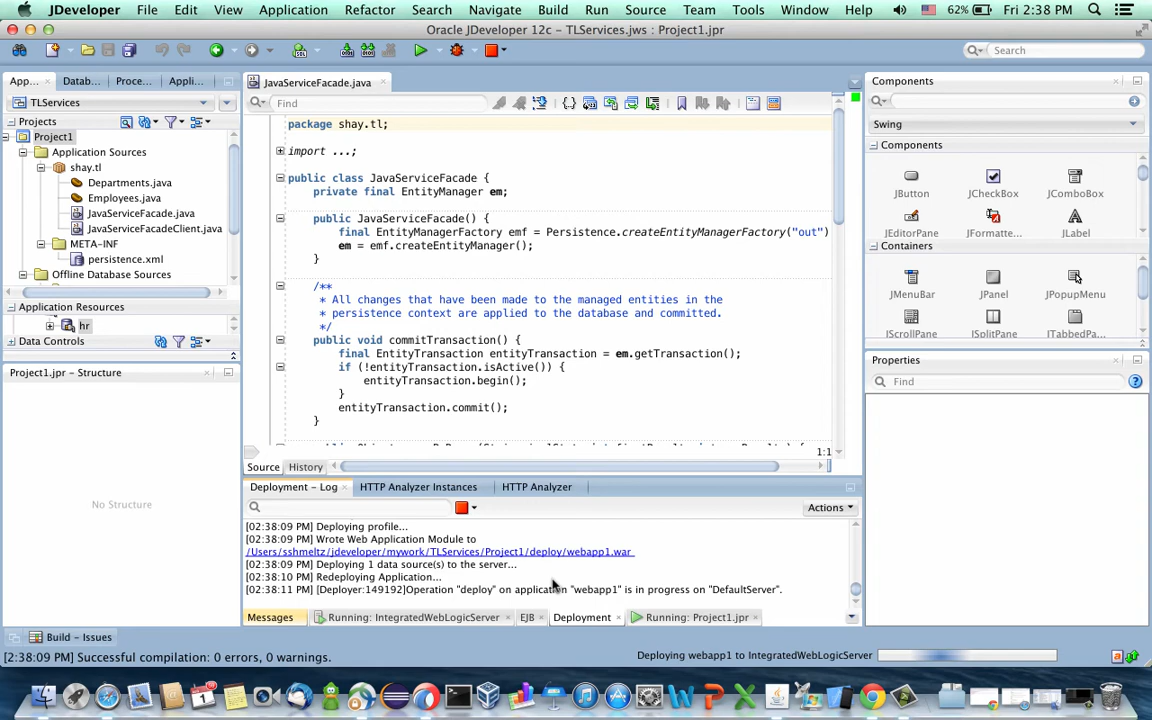 JDeveloper File Edit View Application Refactor Search Navigate Build Run Source Team Tools Window Help 62% Fri 2:38 PM
Oracle JDeveloper 12c - TLServices.jws : Project1.jpr
Search
App... Datab... Proce... Appli...
TLServices
Projects
Project1
Application Sources
shay.tl
Departments.java
Employees.java
JavaServiceFacade.java
JavaServiceFacadeClient.java
META-INF
persistence.xml
Offline Database Sources
Application Resources
hr
Data Controls
Project1.jpr - Structure
No Structure
JavaServiceFacade.java
Find
package shay.tl;
import ...;
public class JavaServiceFacade {
private final EntityManager em;
public JavaServiceFacade() {
final EntityManagerFactory emf = Persistence.createEntityManagerFactory("out")
em = emf.createEntityManager();
}
/**
* All changes that have been made to the managed entities in the
* persistence context are applied to the database and committed.
*/
public void commitTransaction() {
final EntityTransaction entityTransaction = em.getTransaction();
if (!entityTransaction.isActive()) {
entityTransaction.begin();
}
entityTransaction.commit();
}
1:1
Source History
Deployment - Log HTTP Analyzer Instances HTTP Analyzer
Actions
[02:38:09 PM] Deploying profile...
[02:38:09 PM] Wrote Web Application Module to
/Users/sshmeltz/jdeveloper/mywork/TLServices/Project1/deploy/webapp1.war
[02:38:09 PM] Deploying 1 data source(s) to the server...
[02:38:10 PM] Redeploying Application...
[02:38:11 PM] [Deployer:149192]Operation "deploy" on application "webapp1" is in progress on "DefaultServer".
Messages Running: IntegratedWebLogicServer EJB Deployment Running: Project1.jpr
Build - Issues
[2:38:09 PM] Successful compilation: 0 errors, 0 warnings.
Deploying webapp1 to IntegratedWebLogicServer
Components
Swing
Components
JButton JCheckBox JComboBox
JEditorPane JFormatte... JLabel
Containers
JMenuBar JPanel JPopupMenu
JScrollPane JSplitPane JTabbedPa...
Properties
Find